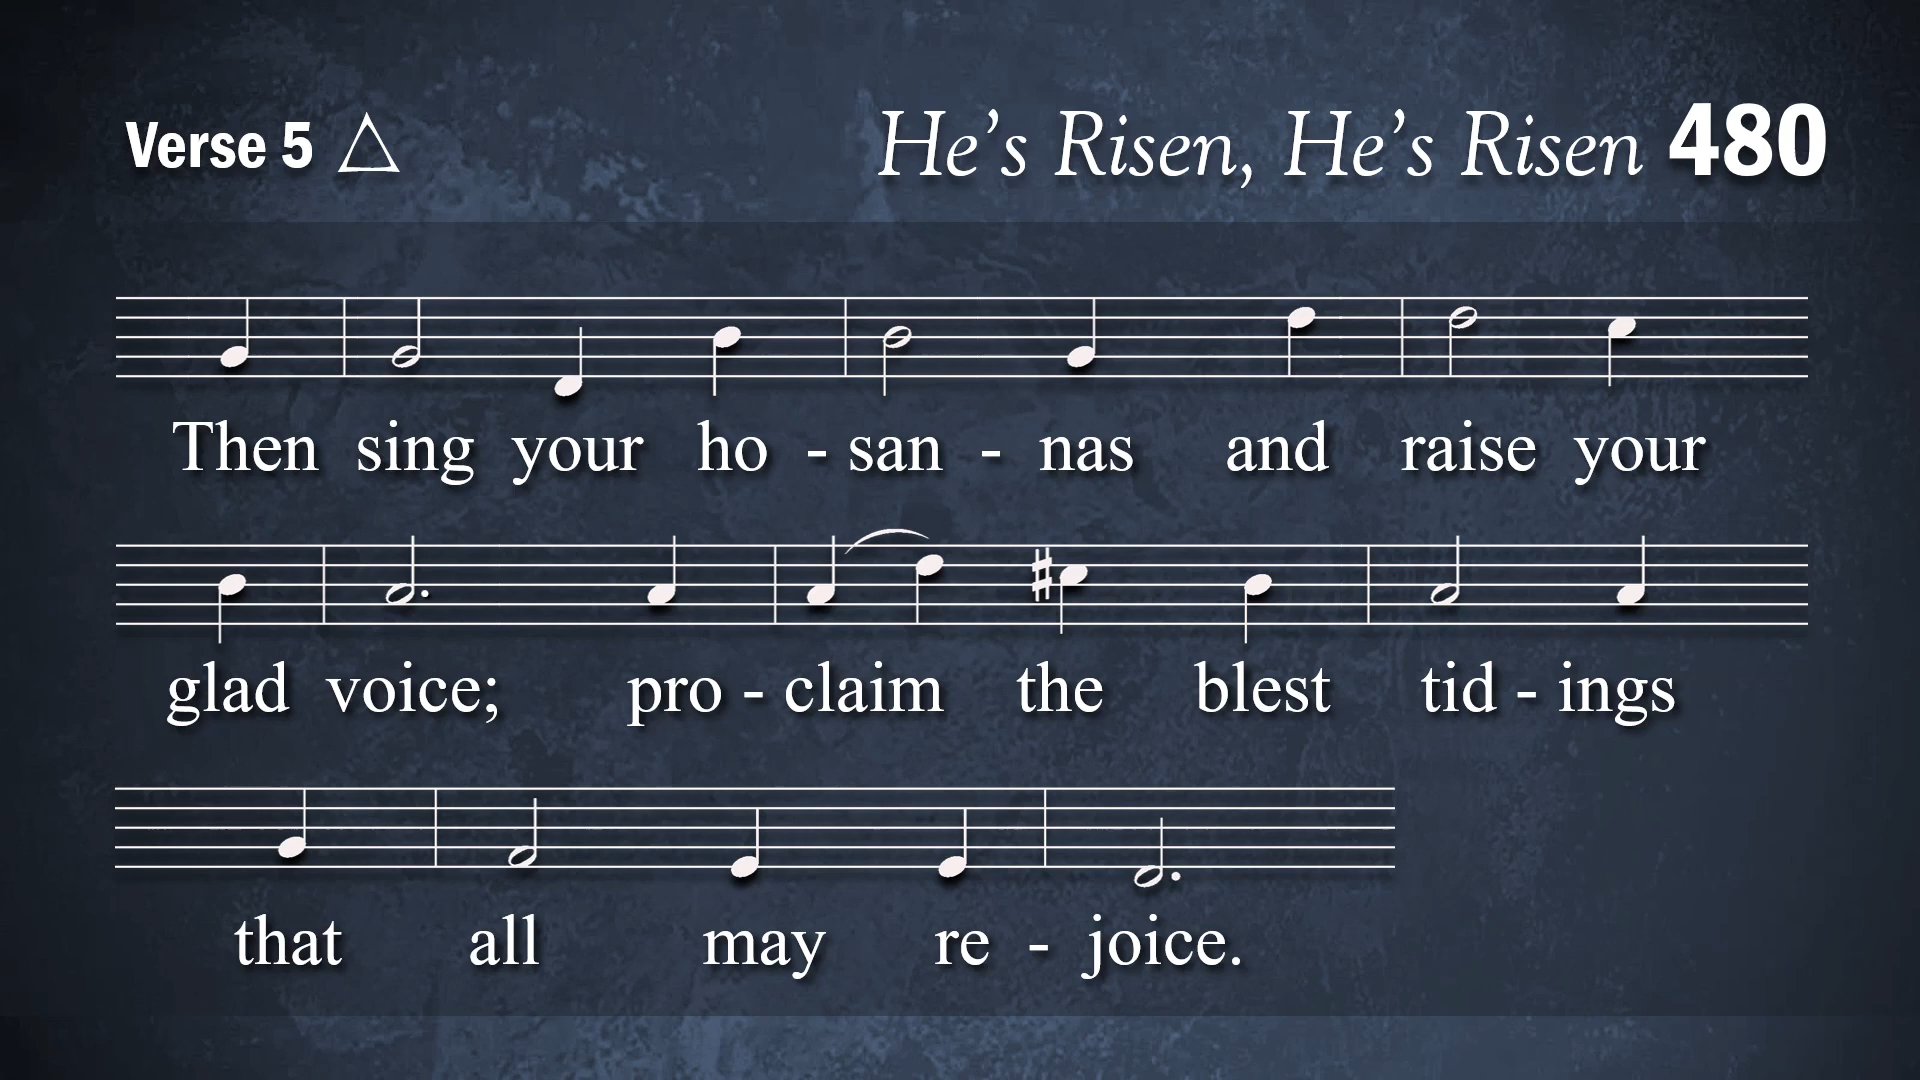 Verse 5 △ He’s Risen, He’s Risen 480
Then sing your ho - san - nas and raise your
glad voice; pro - claim the blest tid - ings
that all may re - joice.